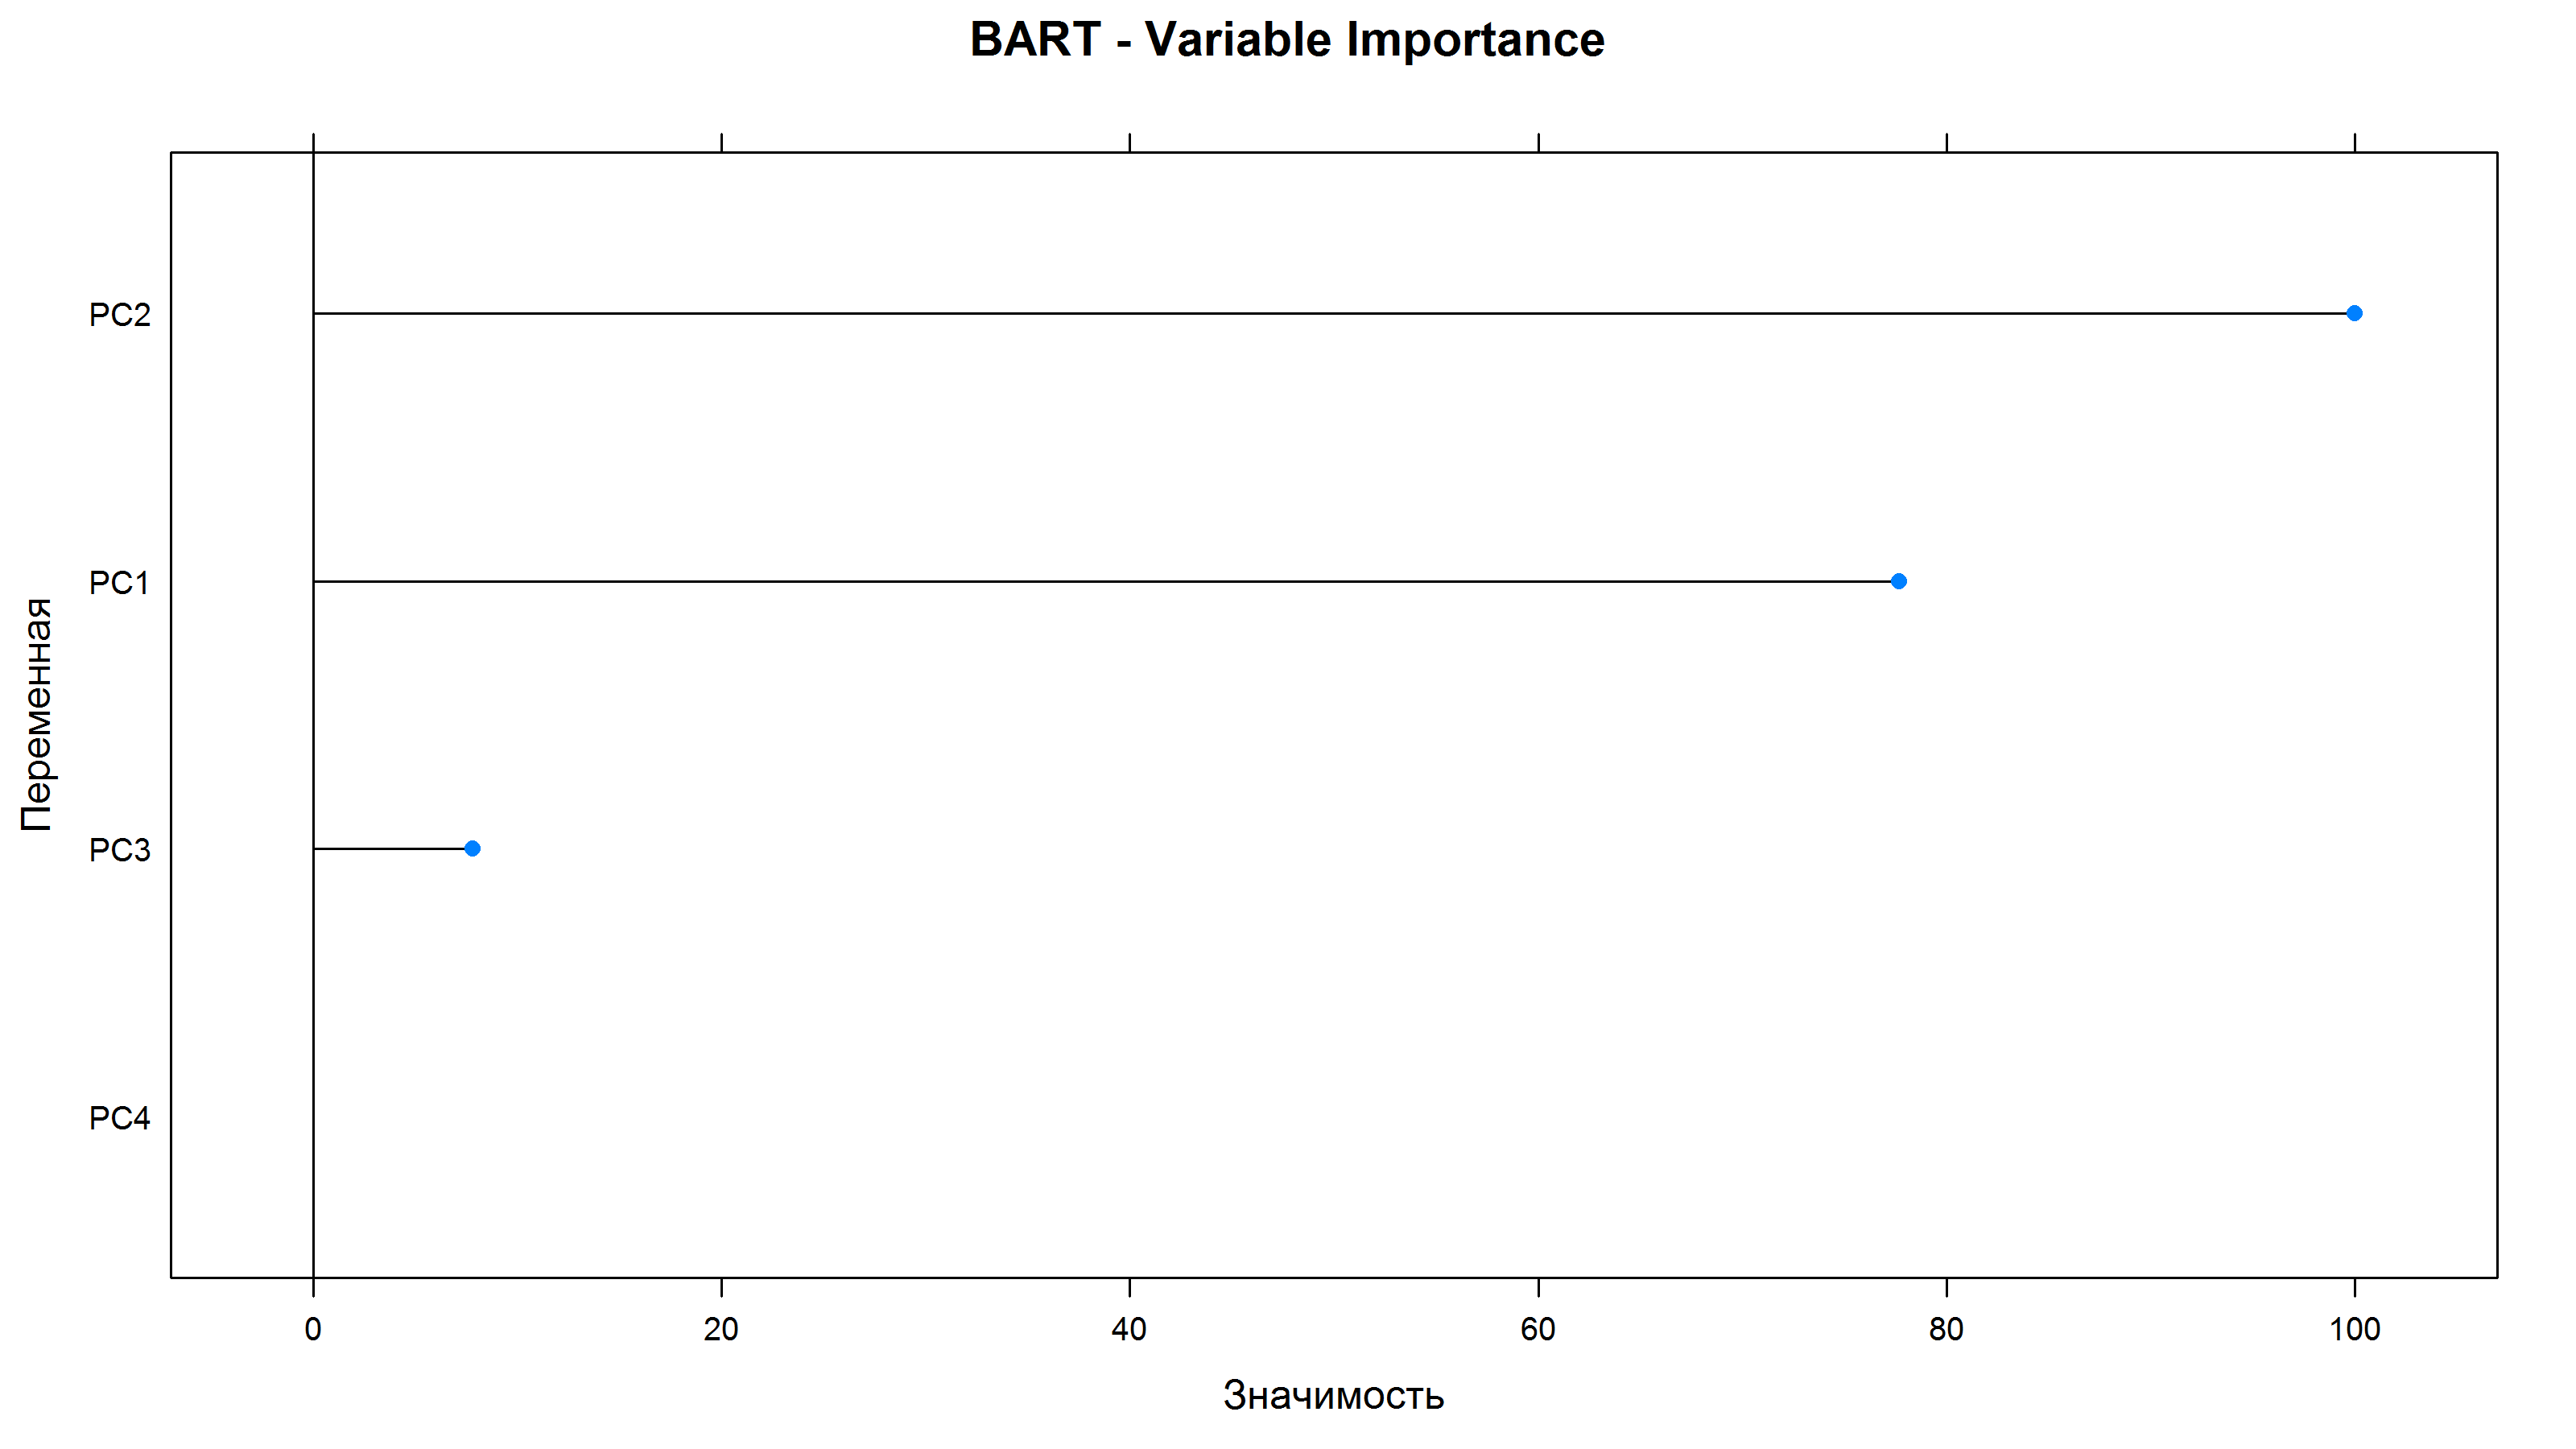 BART - Variable Importance
PC2
PC1
PC3
PC4
Переменная
0 20 40 60 80 100
Значимость